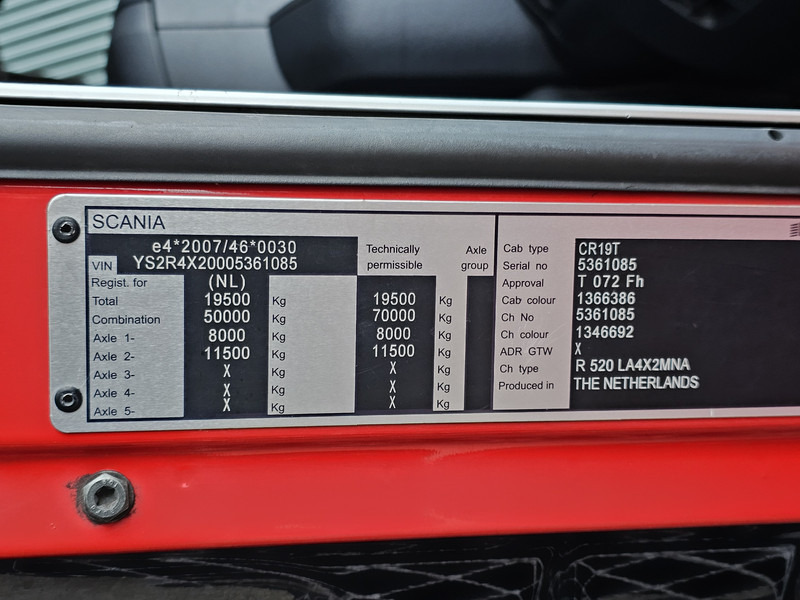 SCANIA
e4*2007/46*0030
VIN YS2R4X20005361085
Technically permissible
Axle group
Regist. for (NL)
Total 19500 Kg 19500 Kg
Combination 50000 Kg 70000 Kg
Axle 1- 8000 Kg 8000 Kg
Axle 2- 11500 Kg 11500 Kg
Axle 3- X Kg X Kg
Axle 4- X Kg X Kg
Axle 5- X Kg X Kg
Cab type CR19T
Serial no 5361085
Approval T 072 Fh
Cab colour 1366386
Ch No 5361085
Ch colour 1346692
ADR GTW X
Ch type R 520 LA4X2MNA
Produced in THE NETHERLANDS